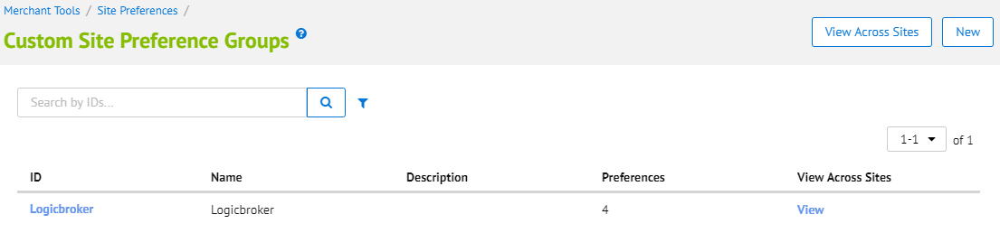 Merchant Tools / Site Preferences /
Custom Site Preference Groups ?
View Across Sites New
Search by IDs...
1-1 of 1
ID Name Description Preferences View Across Sites
Logicbroker Logicbroker 4 View